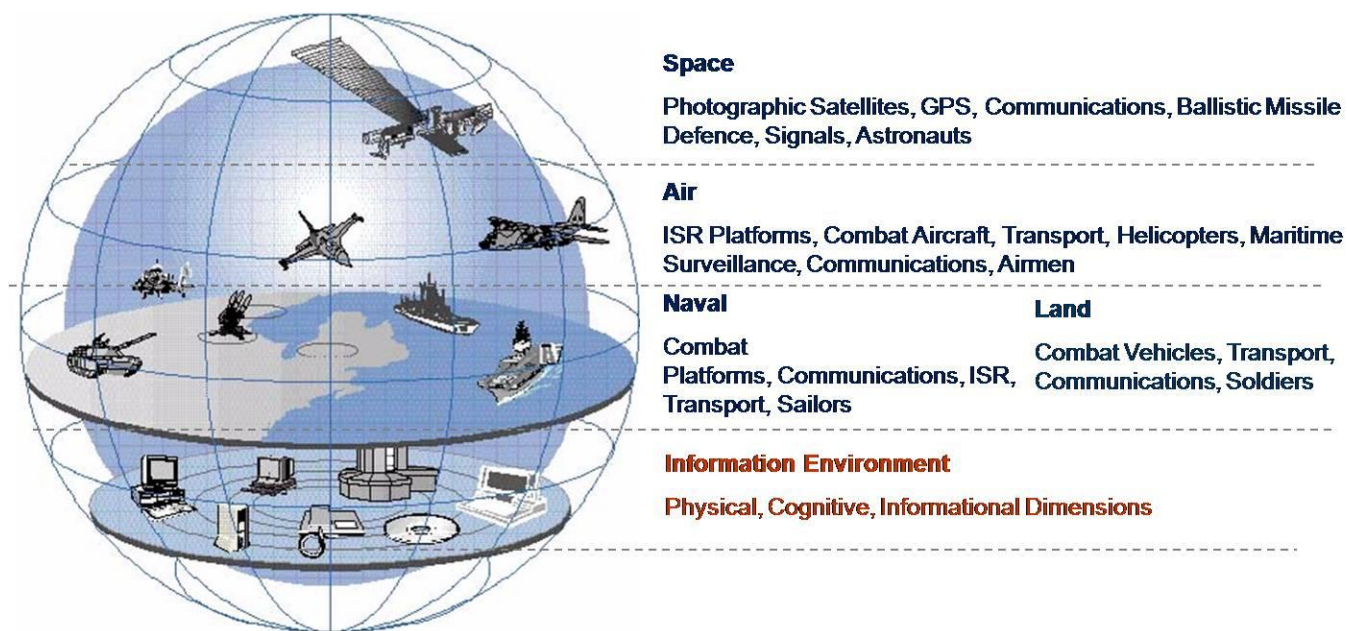 Space
Photographic Satellites, GPS, Communications, Ballistic Missile
Defence, Signals, Astronauts
Air
ISR Platforms, Combat Aircraft, Transport, Helicopters, Maritime
Surveillance, Communications, Airmen
Naval
Combat
Platforms, Communications, ISR,
Transport, Sailors
Land
Combat Vehicles, Transport,
Communications, Soldiers
Information Environment
Physical, Cognitive, Informational Dimensions